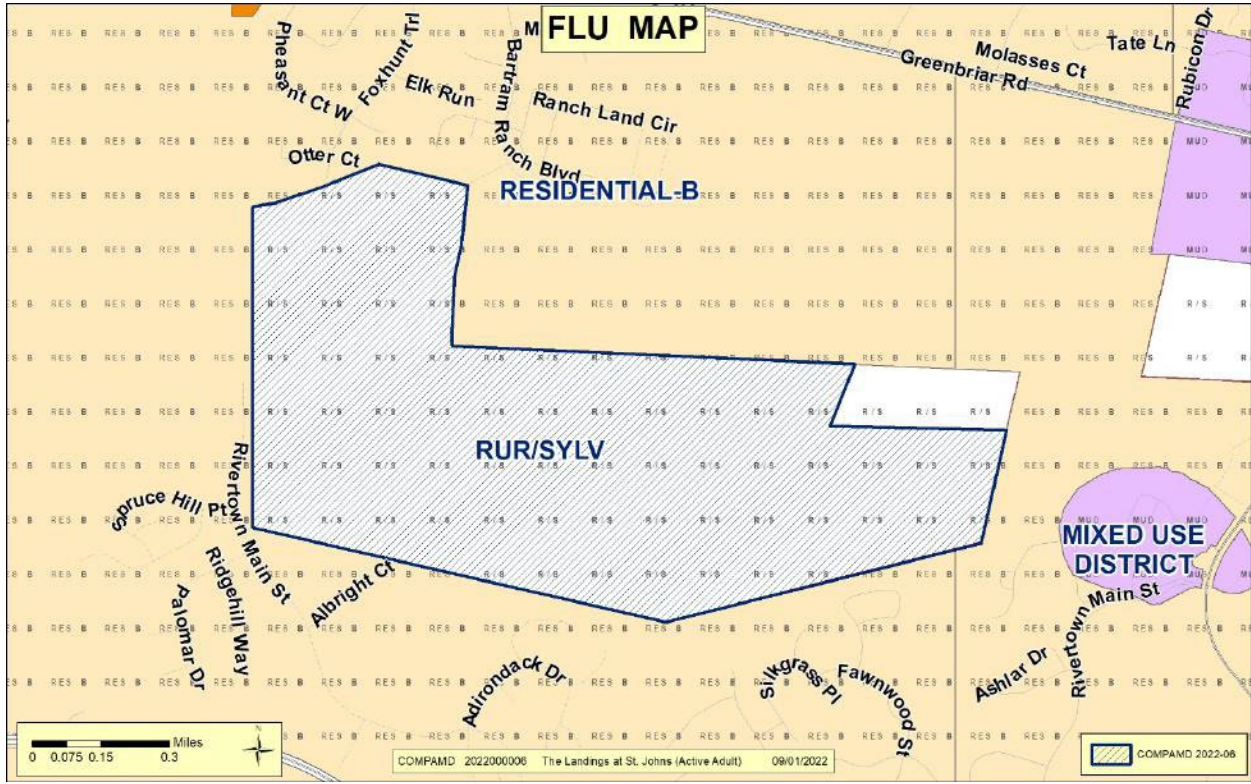 FLU MAP
M
Pheasant Ct W
Foxhunt Trl
Elk Run
Bartram Ranch Blvd
Ranch Land Cir
Otter Ct
Greenbriar Rd
Molasses Ct
Tate Ln
Rubicon Dr
RESIDENTIAL-B
RES B
R/S
MUD
RUR/SYLV
MIXED USE
DISTRICT
Spruce Hill Pt
Rivertown Main St
Ridgehill Way
Palomar Dr
Albright Ct
Adirondack Dr
Silkgrass Pl
Fawnwood St
Ashlar Dr
Rivertown Main St
Miles
0 0.075 0.15 0.3
N
COMPAMD 2022000006 The Landings at St. Johns (Active Adult) 09/01/2022
COMPAMD 2022-06